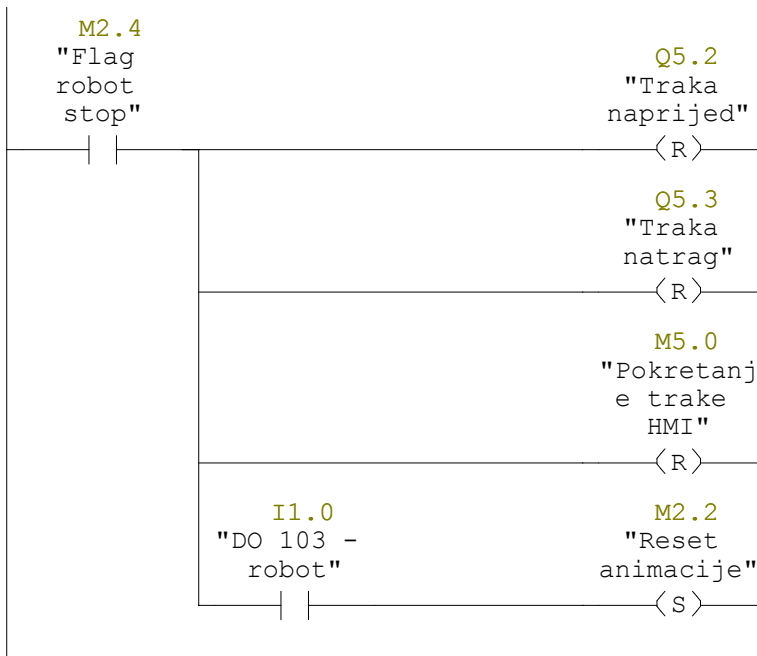 M2.4
"Flag
robot
stop"
Q5.2
"Traka
naprijed"
R
Q5.3
"Traka
natrag"
R
M5.0
"Pokretanj
e trake
HMI"
R
I1.0
"DO 103 -
robot"
M2.2
"Reset
animacije"
S